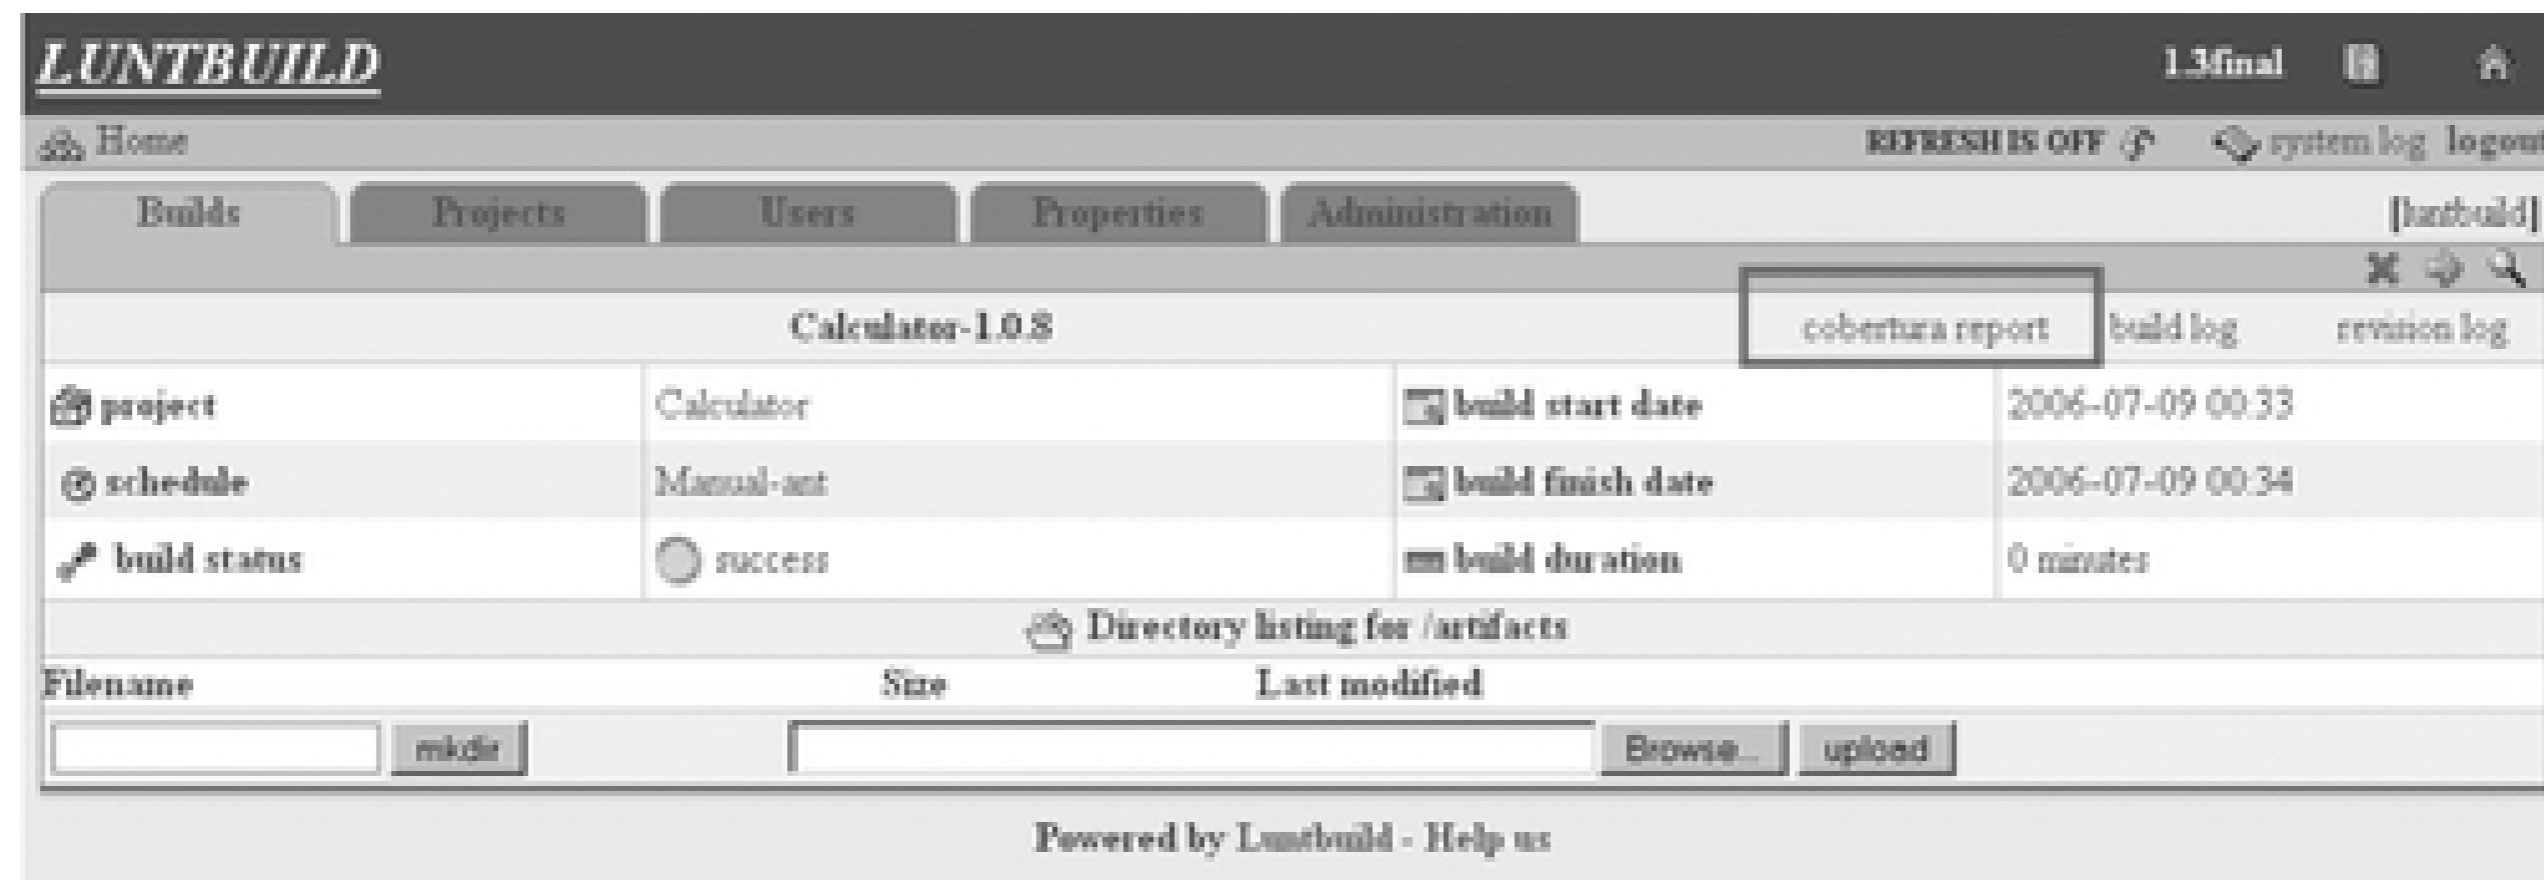 LUNTBUILD 1.3final
Home REFRESH IS OFF system log logout
Builds Projects Users Properties Administration [luntbuild]
Calculator-1.0.8 cobertura report build log revision log
project Calculator build start date 2006-07-09 00:33
schedule Manual-ant build finish date 2006-07-09 00:34
build status success build duration 0 minutes
Directory listing for /artifacts
Filename Size Last modified
mkdir Browse... upload
Powered by Luntbuild - Help us